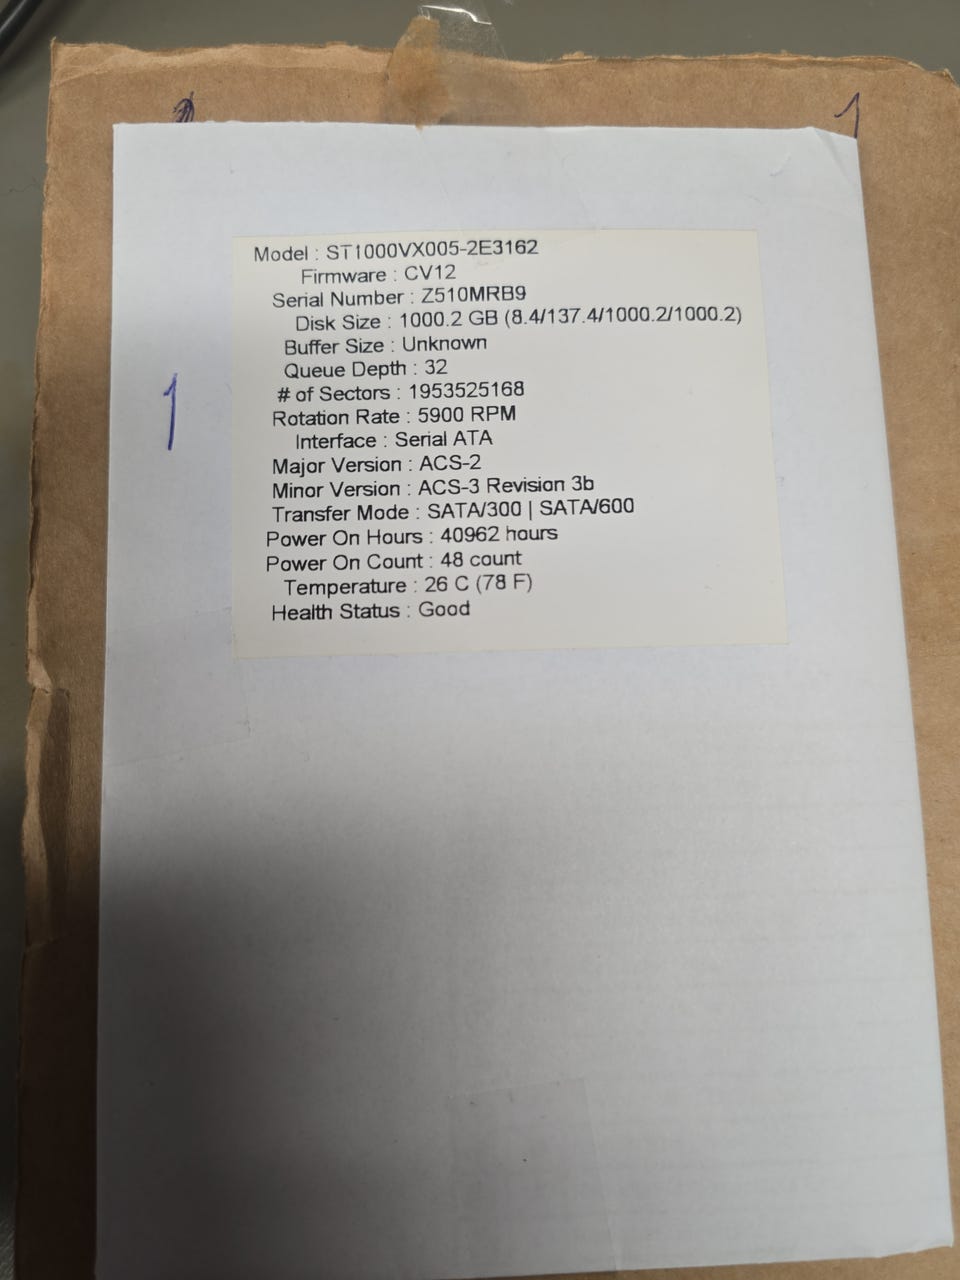 1
Model : ST1000VX005-2E3162
Firmware : CV12
Serial Number : Z510MRB9
Disk Size : 1000.2 GB (8.4/137.4/1000.2/1000.2)
Buffer Size : Unknown
Queue Depth : 32
# of Sectors : 1953525168
Rotation Rate : 5900 RPM
1
Interface : Serial ATA
Major Version : ACS-2
Minor Version : ACS-3 Revision 3b
Transfer Mode : SATA/300 | SATA/600
Power On Hours : 40962 hours
Power On Count : 48 count
Temperature : 26 C (78 F)
Health Status : Good